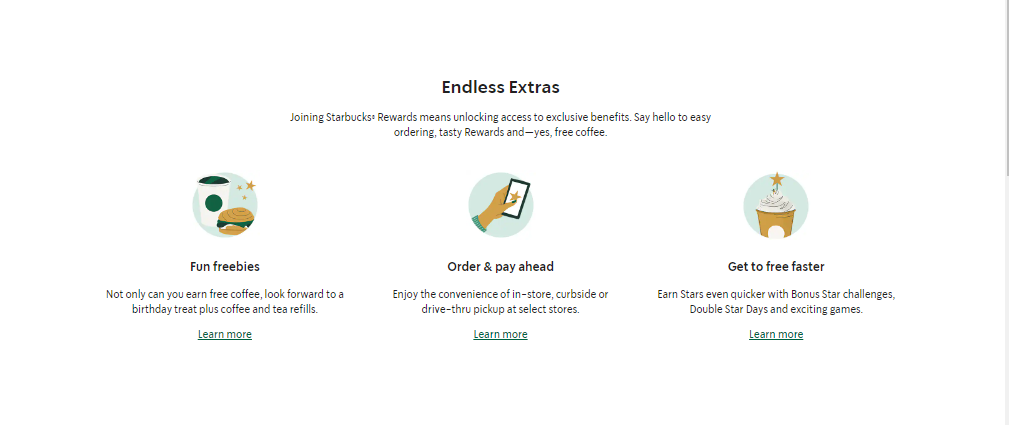 Endless Extras
Joining Starbucks® Rewards means unlocking access to exclusive benefits. Say hello to easy
ordering, tasty Rewards and—yes, free coffee.
Fun freebies
Not only can you earn free coffee, look forward to a
birthday treat plus coffee and tea refills.
Learn more
Order & pay ahead
Enjoy the convenience of in-store, curbside or
drive-thru pickup at select stores.
Learn more
Get to free faster
Earn Stars even quicker with Bonus Star challenges,
Double Star Days and exciting games.
Learn more